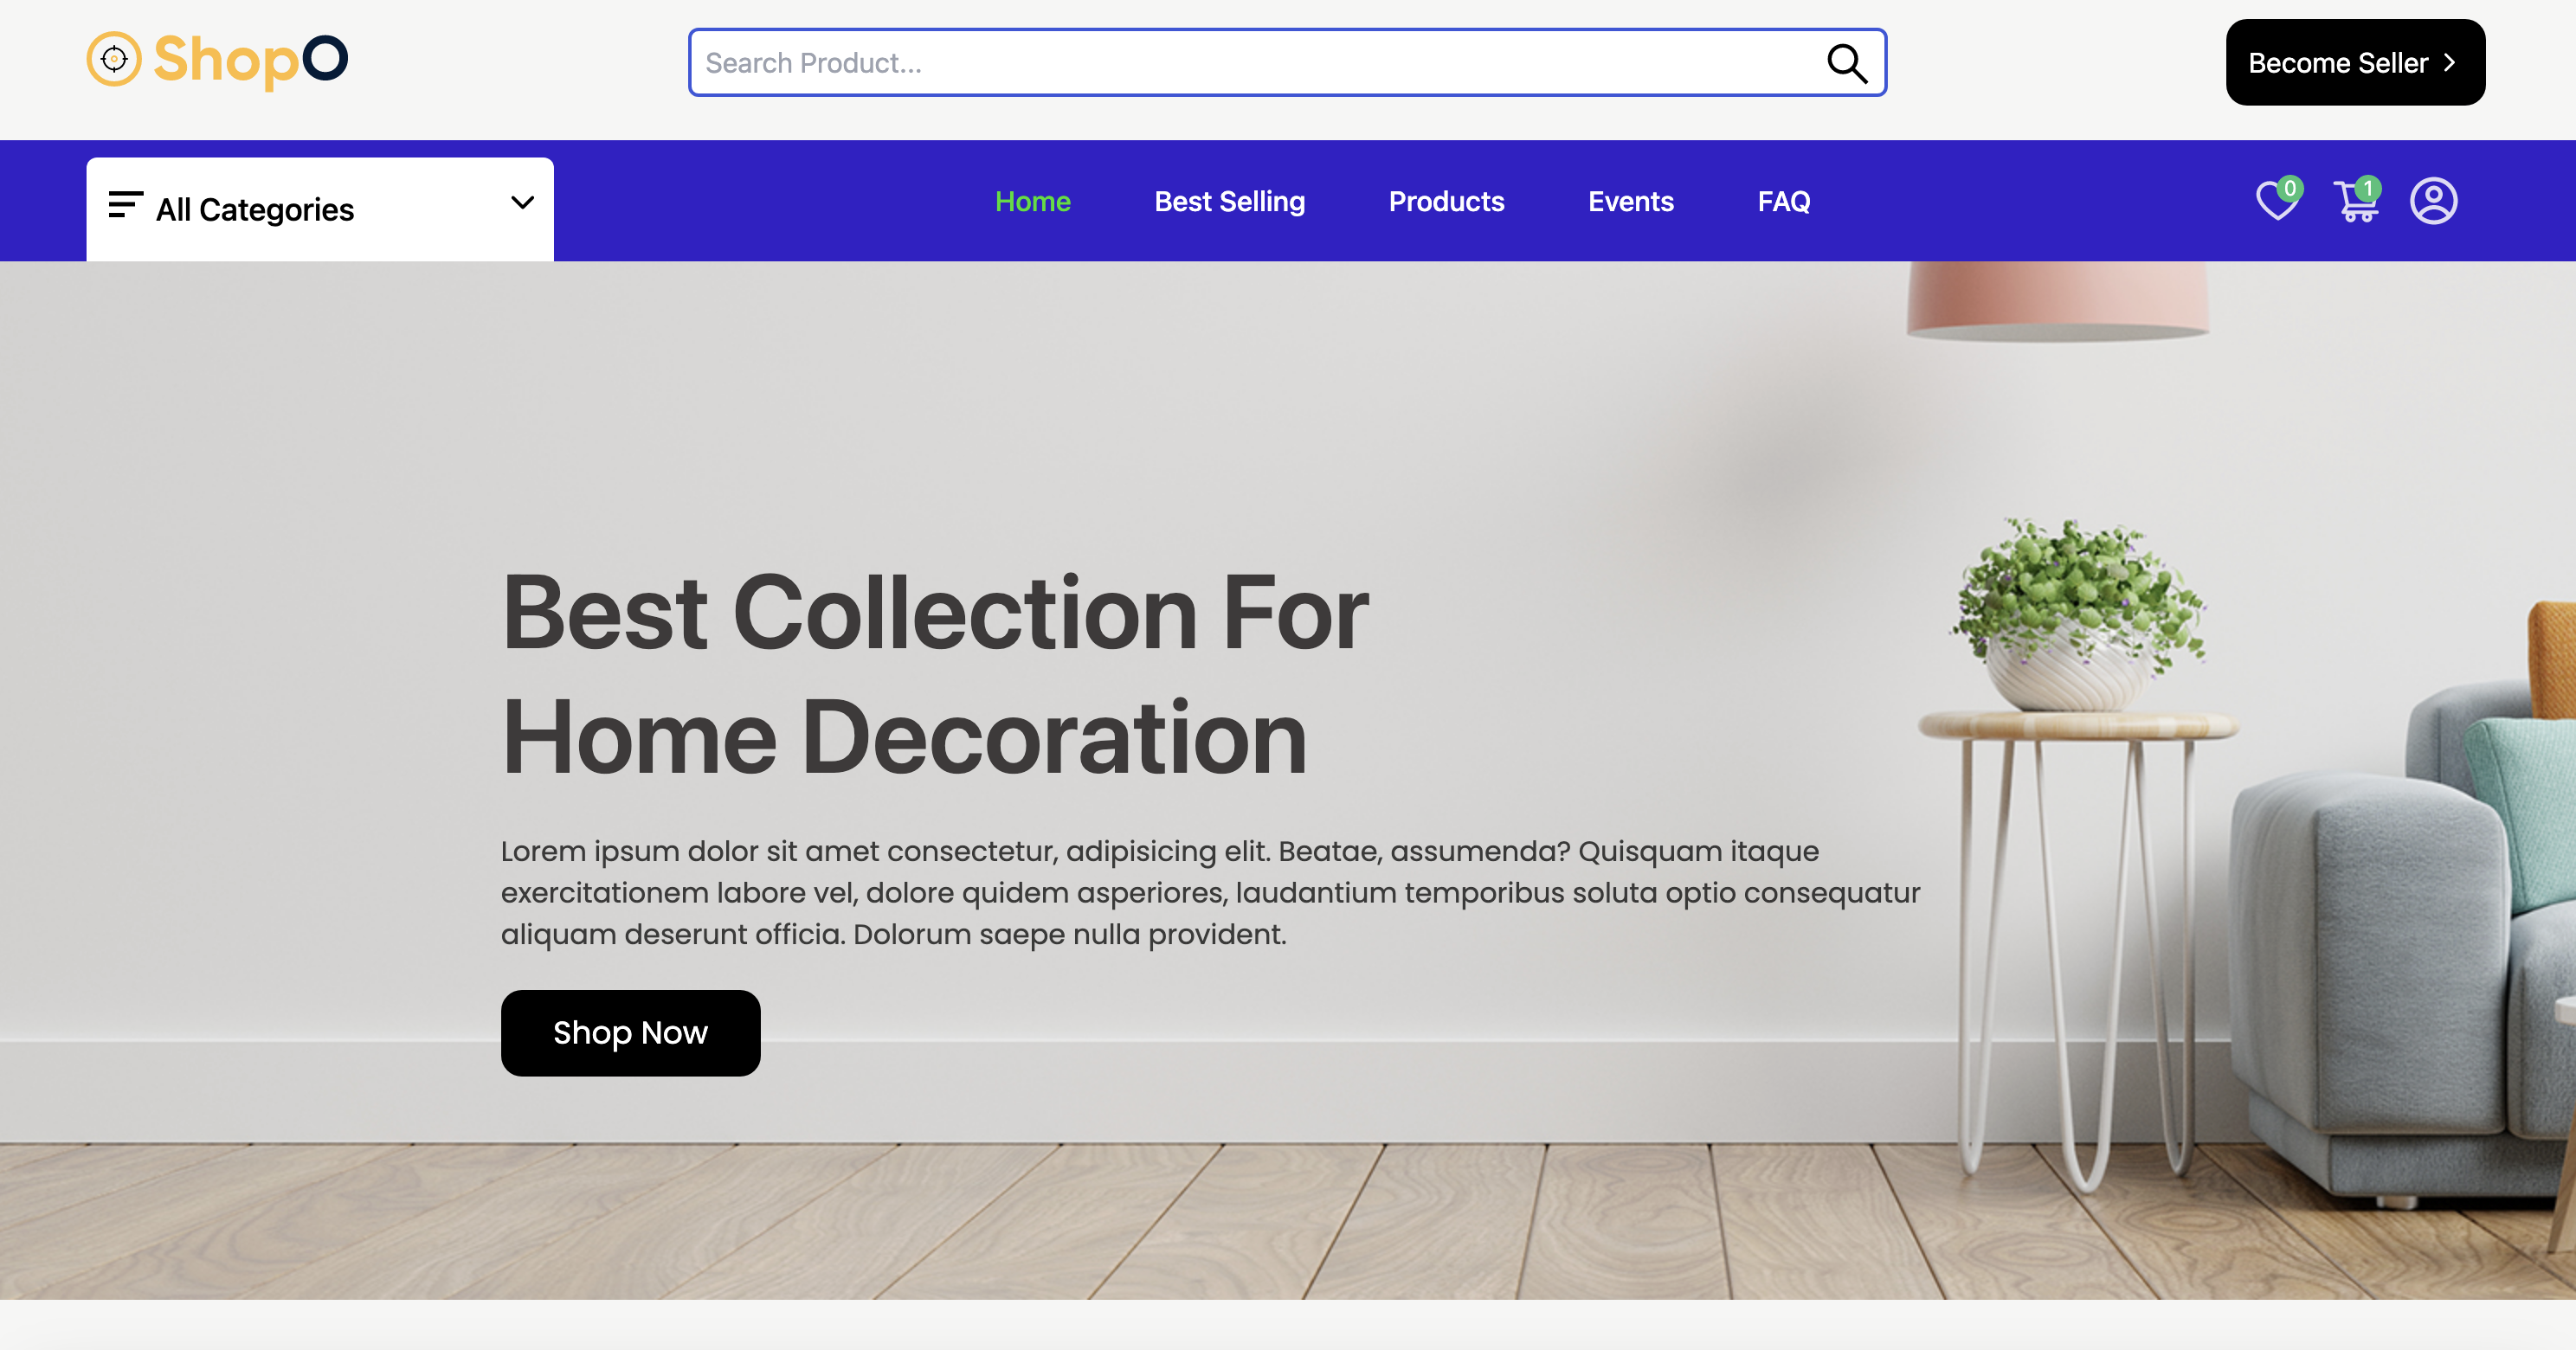 ShopO
Search Product...
Become Seller
All Categories
Home
Best Selling
Products
Events
FAQ
0
1
Best Collection For
Home Decoration
Lorem ipsum dolor sit amet consectetur, adipisicing elit. Beatae, assumenda? Quisquam itaque
exercitationem labore vel, dolore quidem asperiores, laudantium temporibus soluta optio consequatur
aliquam deserunt officia. Dolorum saepe nulla provident.
Shop Now